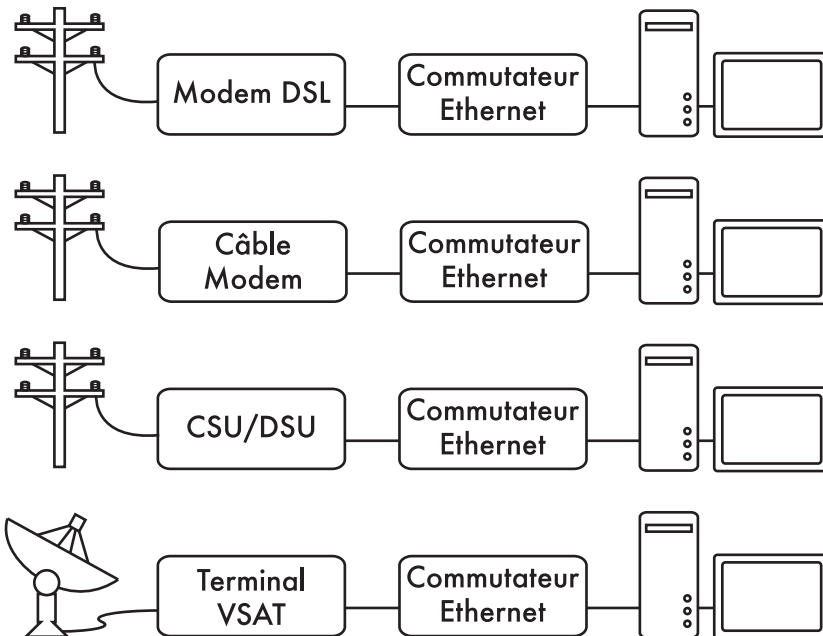 Modem DSL
Commutateur
Ethernet
Câble
Modem
Commutateur
Ethernet
CSU/DSU
Commutateur
Ethernet
Terminal
VSAT
Commutateur
Ethernet